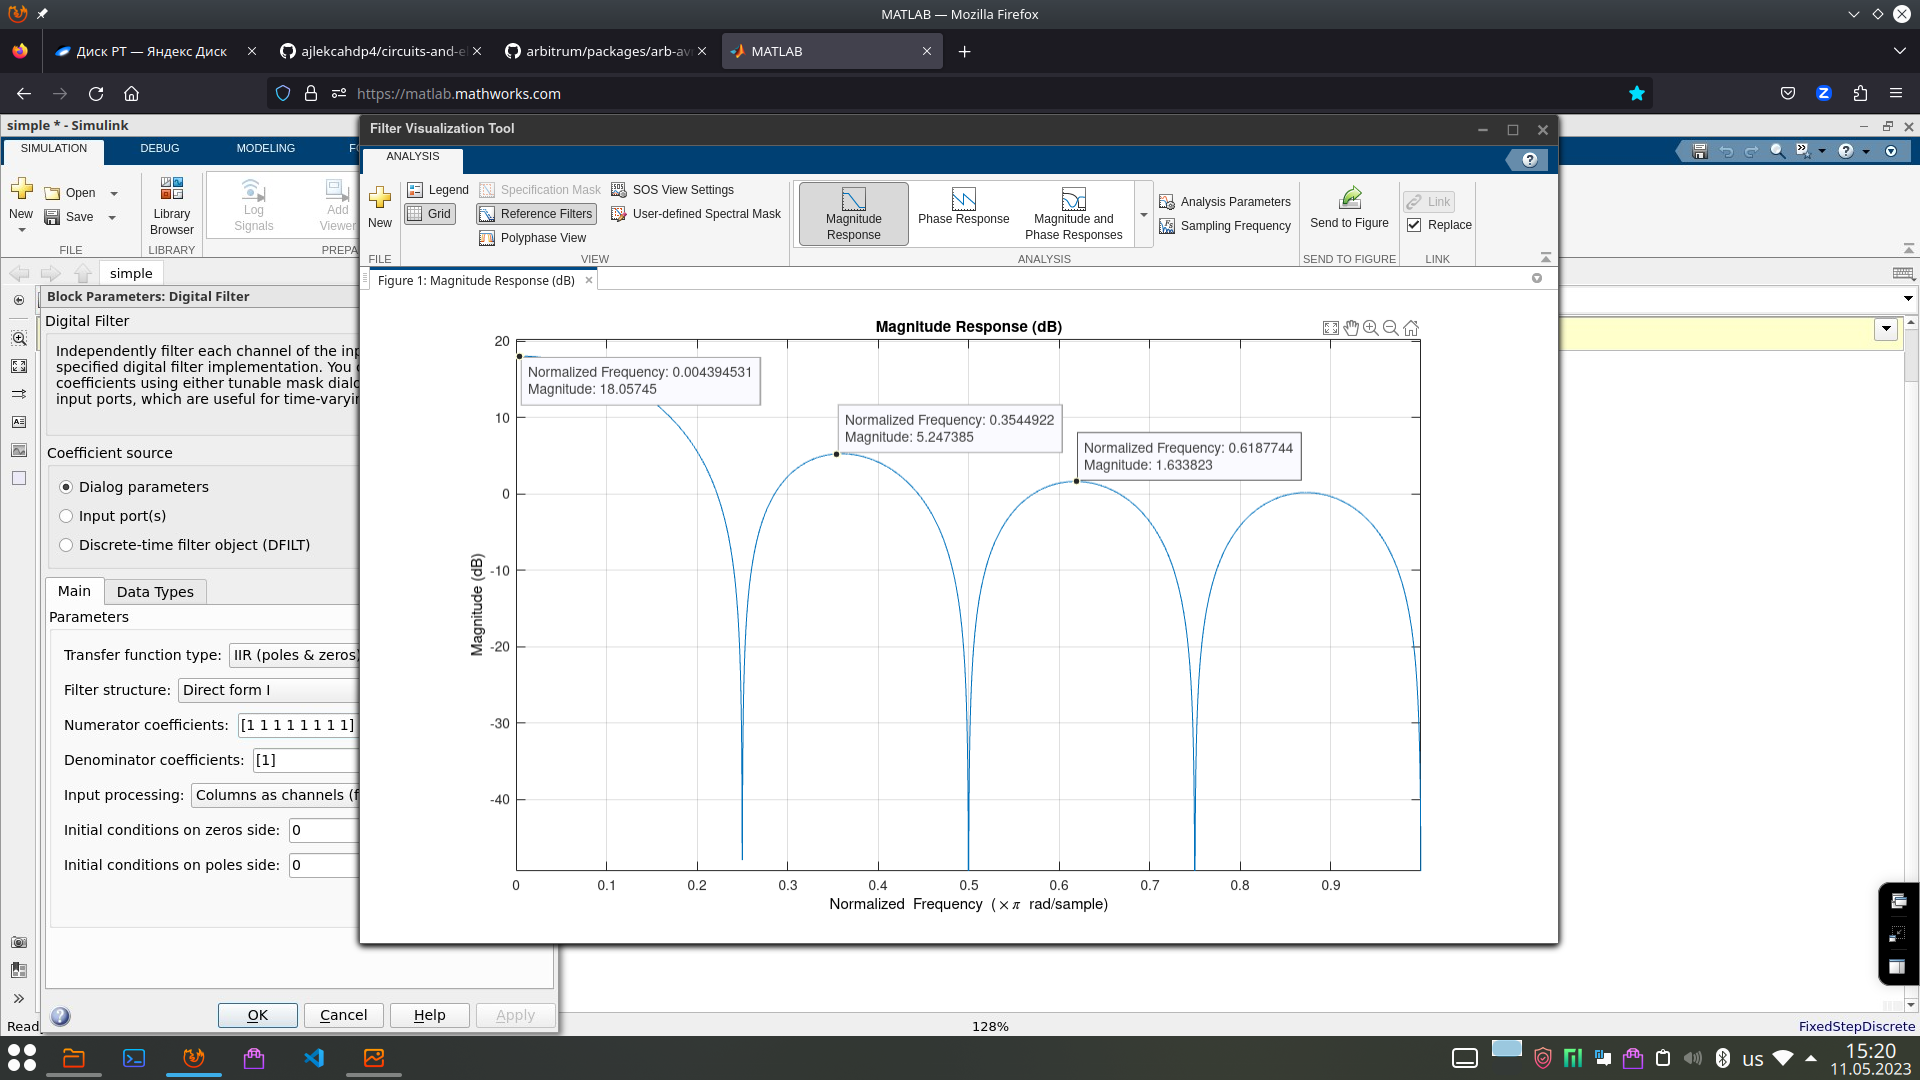 MATLAB — Mozilla Firefox
Диск PT — Яндекс Диск
ajlekcahdp4/circuits-and-el
arbitrum/packages/arb-av
MATLAB
https://matlab.mathworks.com
simple * - Simulink
SIMULATION DEBUG MODELING FO
New
Open
Save
FILE
Library Browser
LIBRARY
Log Signals
Add Viewer
PREPA
simple
Block Parameters: Digital Filter
Digital Filter
Independently filter each channel of the inp
specified digital filter implementation. You c
coefficients using either tunable mask dialo
input ports, which are useful for time-varyin
Coefficient source
Dialog parameters
Input port(s)
Discrete-time filter object (DFILT)
Main Data Types
Parameters
Transfer function type: IIR (poles & zeros)
Filter structure: Direct form I
Numerator coefficients: [1 1 1 1 1 1 1 1]
Denominator coefficients: [1]
Input processing: Columns as channels (f
Initial conditions on zeros side: 0
Initial conditions on poles side: 0
OK Cancel Help Apply
Filter Visualization Tool
ANALYSIS
New
FILE
Legend
Grid
Specification Mask
Reference Filters
Polyphase View
SOS View Settings
User-defined Spectral Mask
VIEW
Magnitude Response
Phase Response
Magnitude and Phase Responses
Analysis Parameters
Sampling Frequency
ANALYSIS
Send to Figure
SEND TO FIGURE
Link
Replace
LINK
Figure 1: Magnitude Response (dB)
Magnitude Response (dB)
Normalized Frequency: 0.004394531
Magnitude: 18.05745
Normalized Frequency: 0.3544922
Magnitude: 5.247385
Normalized Frequency: 0.6187744
Magnitude: 1.633823
20
10
0
-10
-20
-30
-40
Magnitude (dB)
0 0.1 0.2 0.3 0.4 0.5 0.6 0.7 0.8 0.9
Normalized Frequency (×π rad/sample)
Read
128%
FixedStepDiscrete
us
15:20
11.05.2023